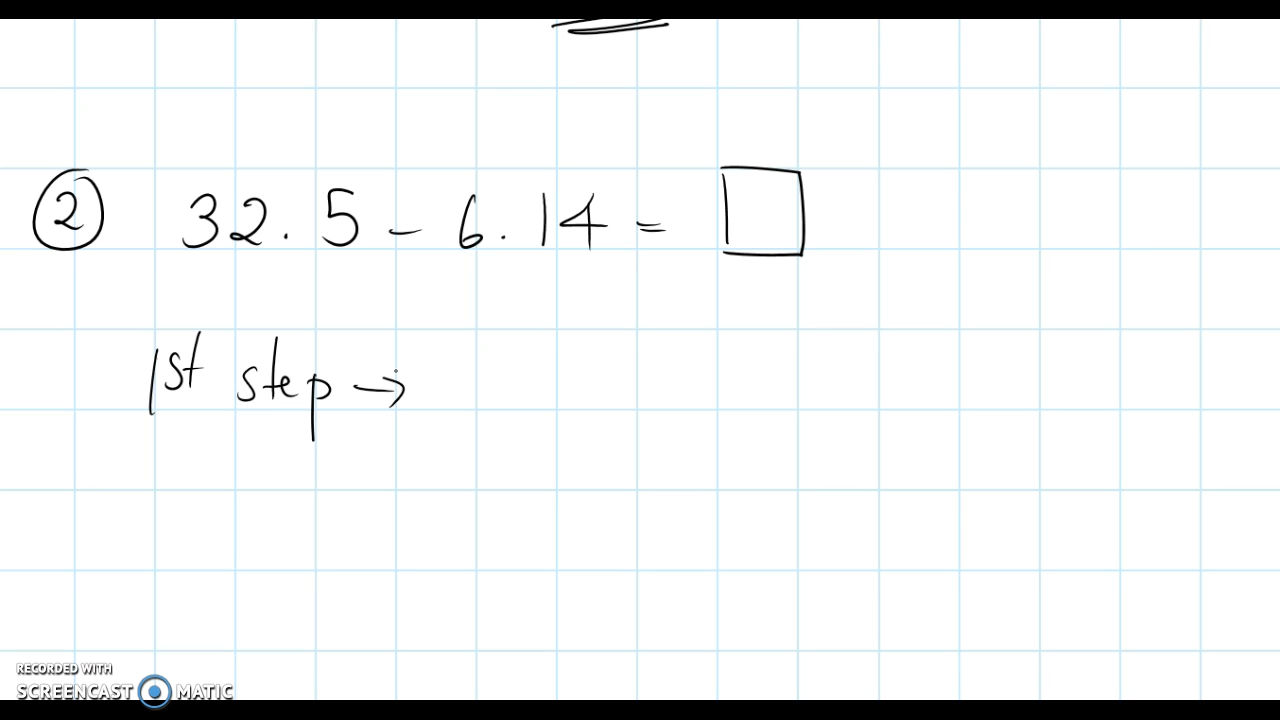 ② 32.5 - 6.14 = □
1st step →
RECORDED WITH
SCREENCAST MATIC